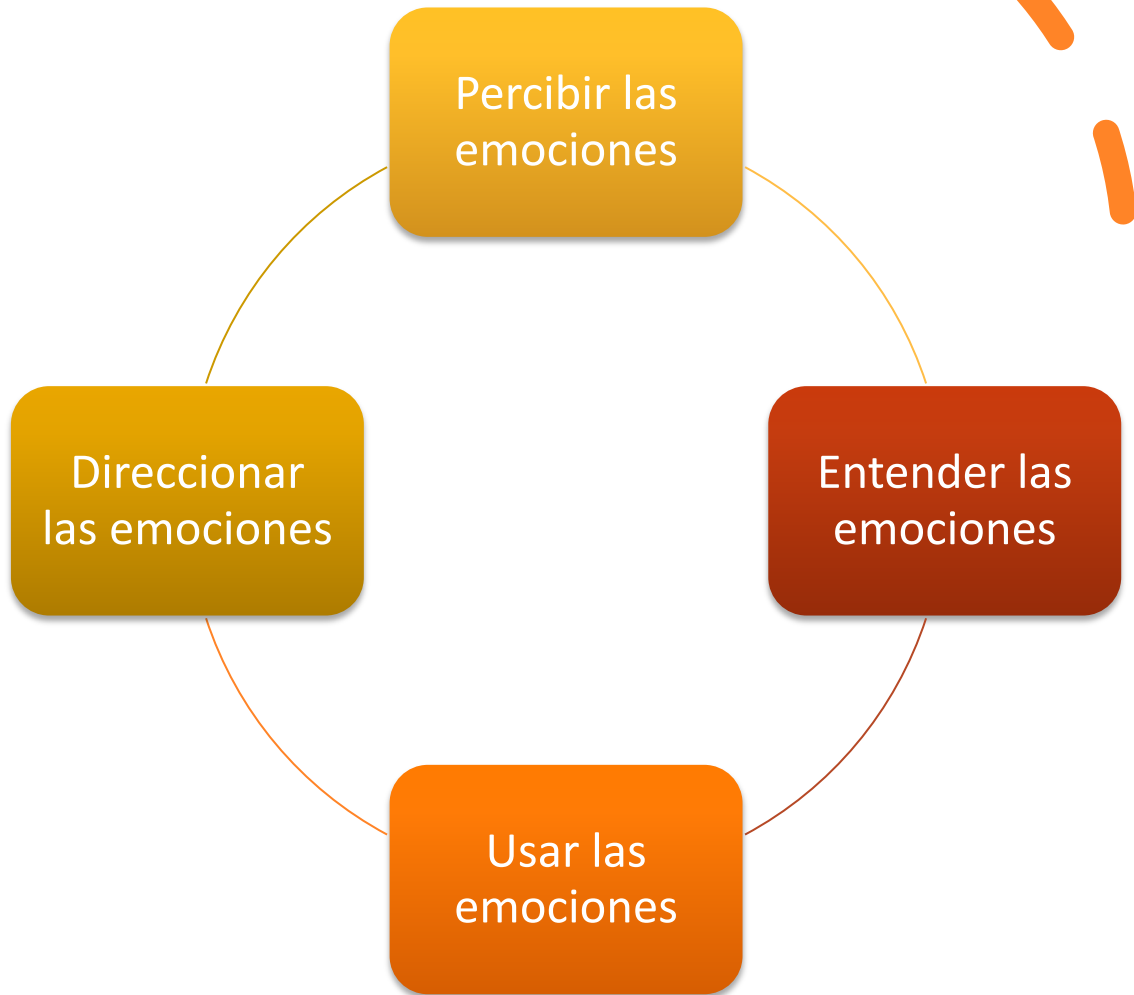 Percibir las
emociones
Entender las
emociones
Usar las
emociones
Direccionar
las emociones